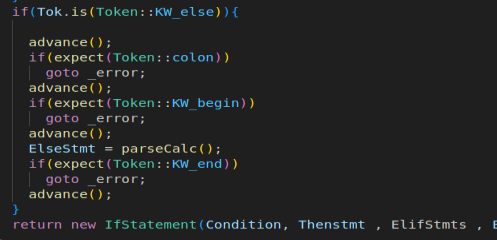 if(Tok.is(Token::KW_else)){
advance();
if(expect(Token::colon))
goto _error;
advance();
if(expect(Token::KW_begin))
goto _error;
advance();
ElseStmt = parseCalc();
if(expect(Token::KW_end))
goto _error;
advance();
}
return new IfStatement(Condition, Thenstmt , ElifStmts ,